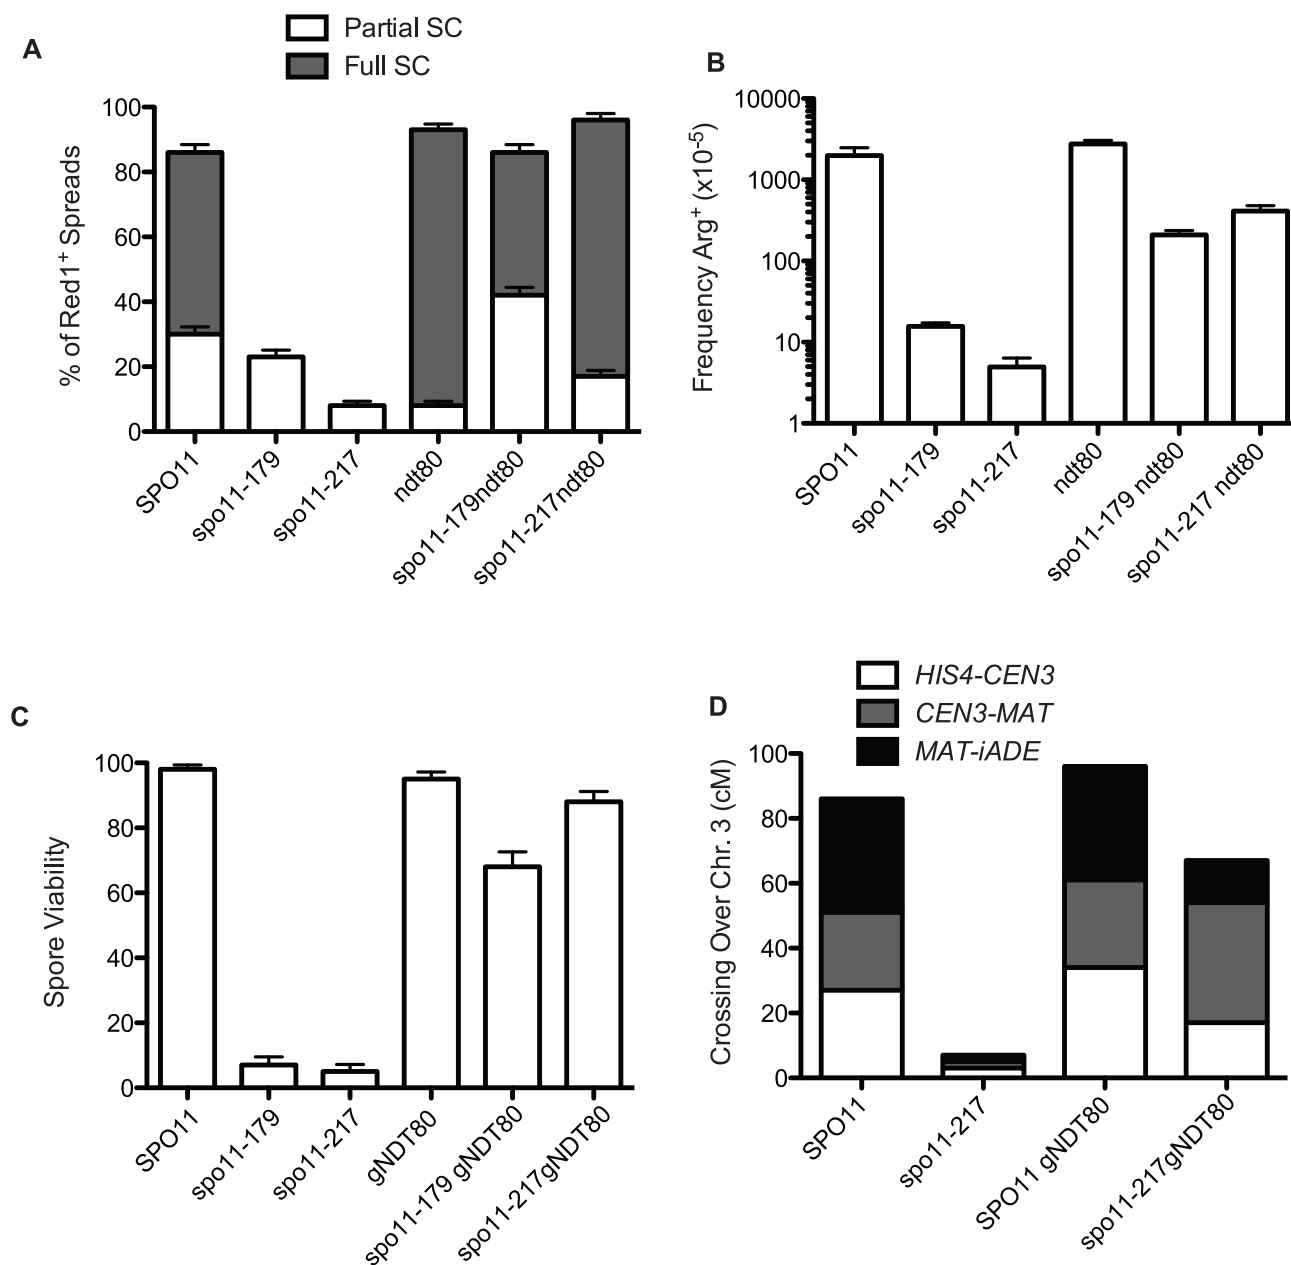 A
Partial SC
Full SC
% of Red1+ Spreads
100
80
60
40
20
0
SPO11
spo11-179
spo11-217
ndt80
spo11-179ndt80
spo11-217ndt80
B
Frequency Arg+ (x10-5)
10000
1000
100
10
1
SPO11
spo11-179
spo11-217
ndt80
spo11-179 ndt80
spo11-217 ndt80
C
Spore Viability
100
80
60
40
20
0
SPO11
spo11-179
spo11-217
gNDT80
spo11-179 gNDT80
spo11-217gNDT80
D
HIS4-CEN3
CEN3-MAT
MAT-iADE
Crossing Over Chr. 3 (cM)
100
80
60
40
20
0
SPO11
spo11-217
SPO11 gNDT80
spo11-217gNDT80